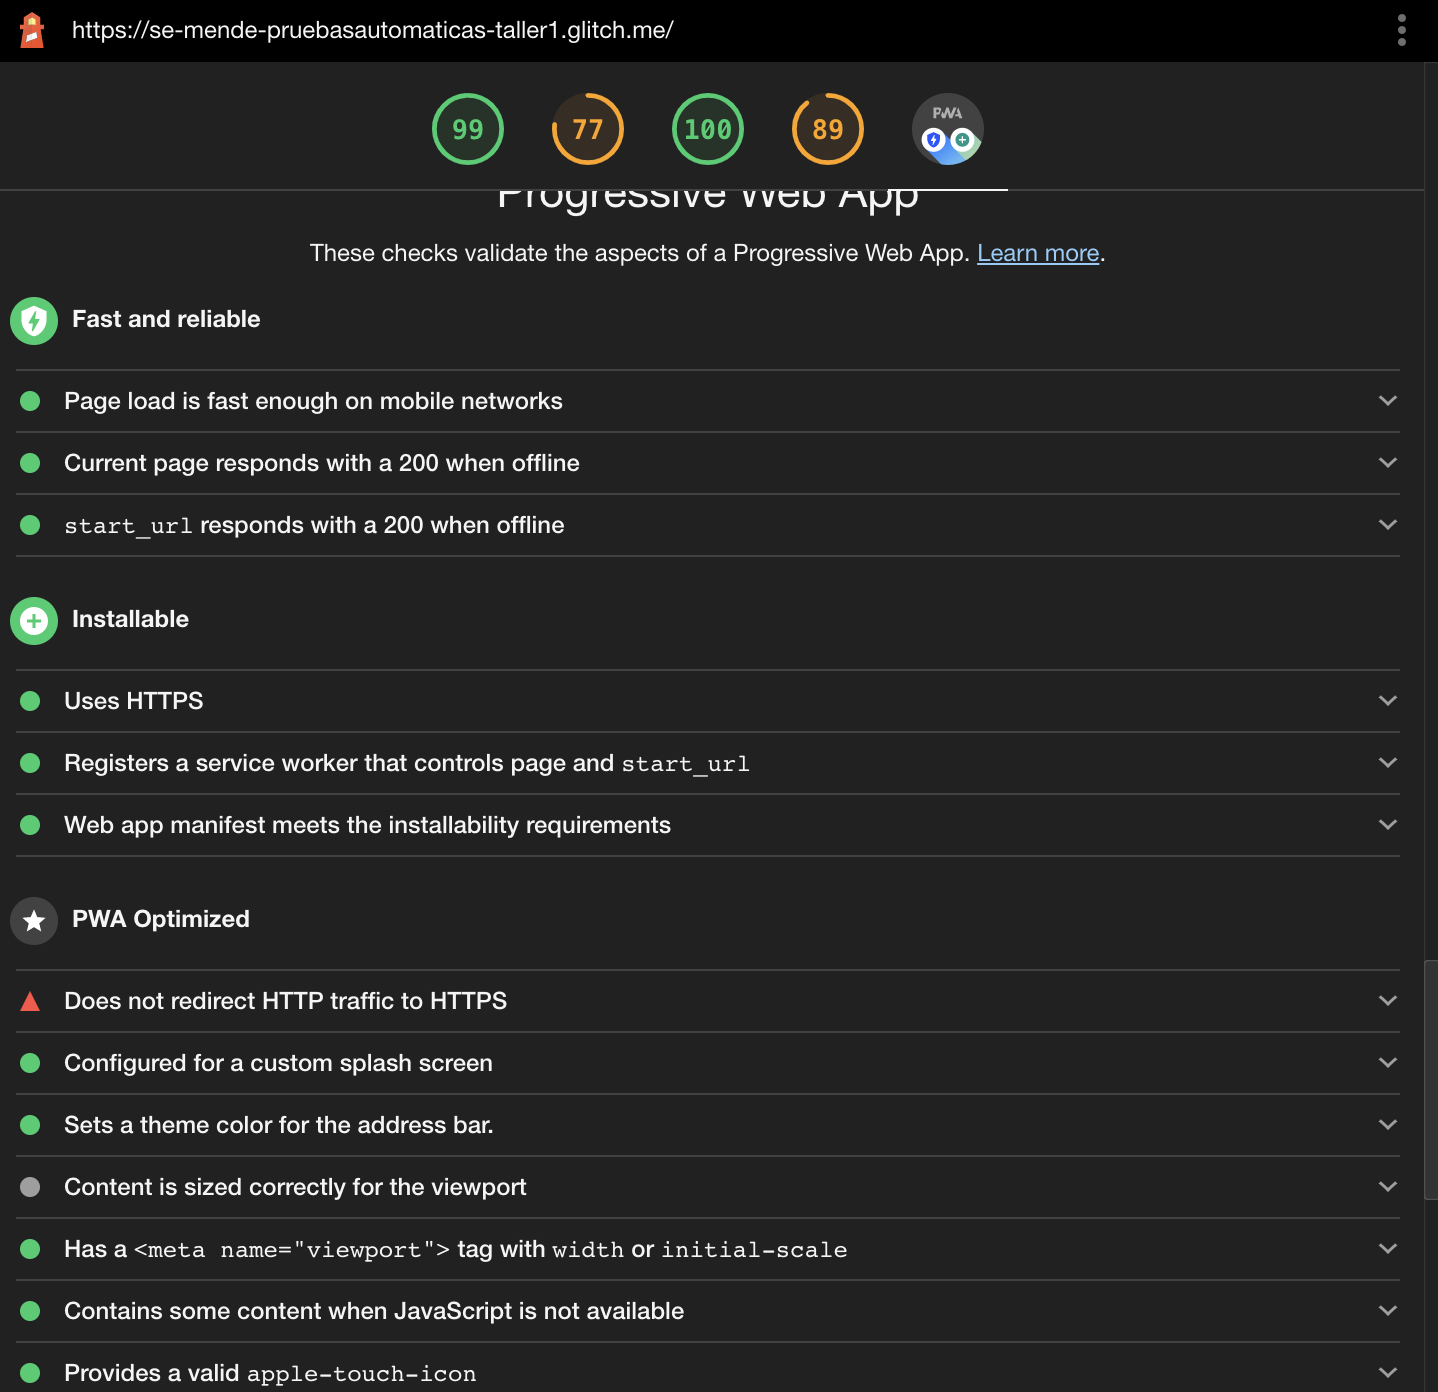 https://se-mende-pruebasautomaticas-taller1.glitch.me/
99 77 100 89 PWA
Progressive Web App
These checks validate the aspects of a Progressive Web App. Learn more.
Fast and reliable
Page load is fast enough on mobile networks
Current page responds with a 200 when offline
start_url responds with a 200 when offline
Installable
Uses HTTPS
Registers a service worker that controls page and start_url
Web app manifest meets the installability requirements
PWA Optimized
Does not redirect HTTP traffic to HTTPS
Configured for a custom splash screen
Sets a theme color for the address bar.
Content is sized correctly for the viewport
Has a <meta name="viewport"> tag with width or initial-scale
Contains some content when JavaScript is not available
Provides a valid apple-touch-icon